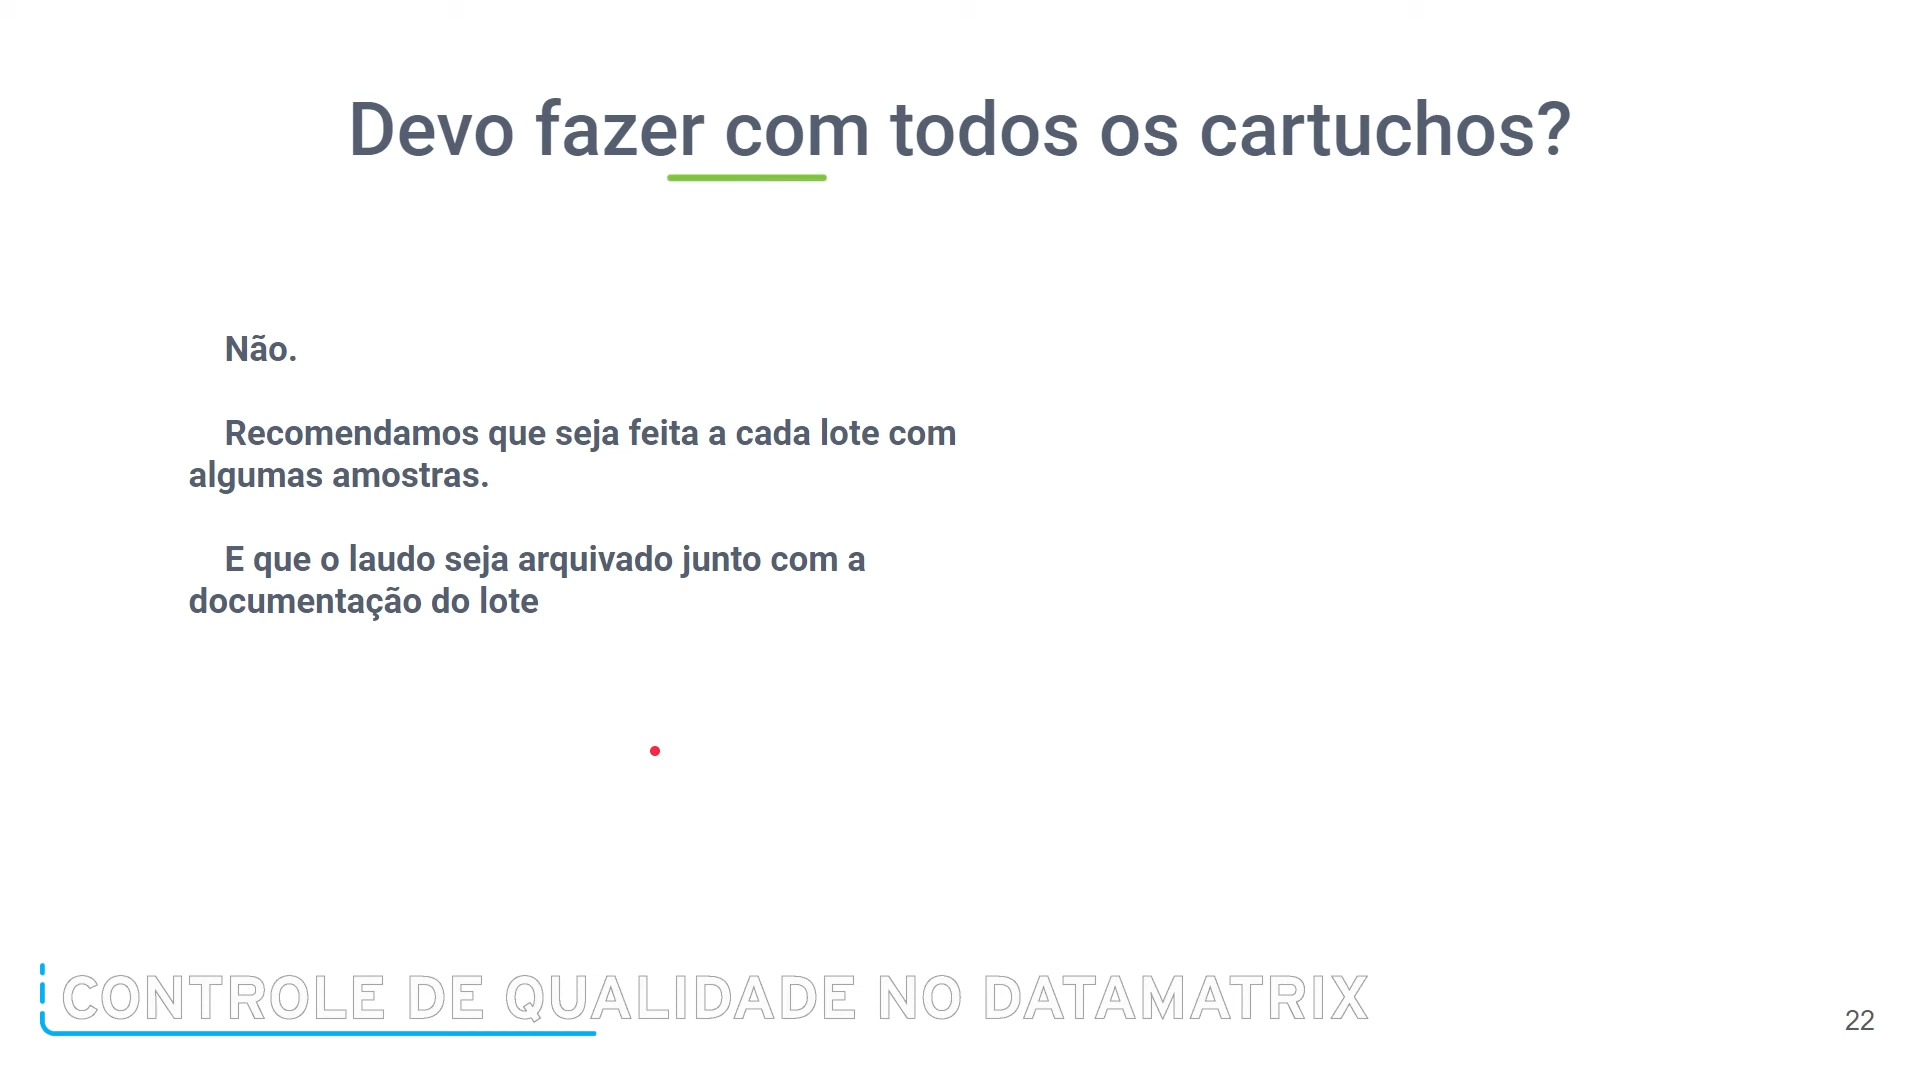 Devo fazer com todos os cartuchos?
Não.
Recomendamos que seja feita a cada lote com
algumas amostras.
E que o laudo seja arquivado junto com a
documentação do lote
CONTROLE DE QUALIDADE NO DATAMATRIX
22